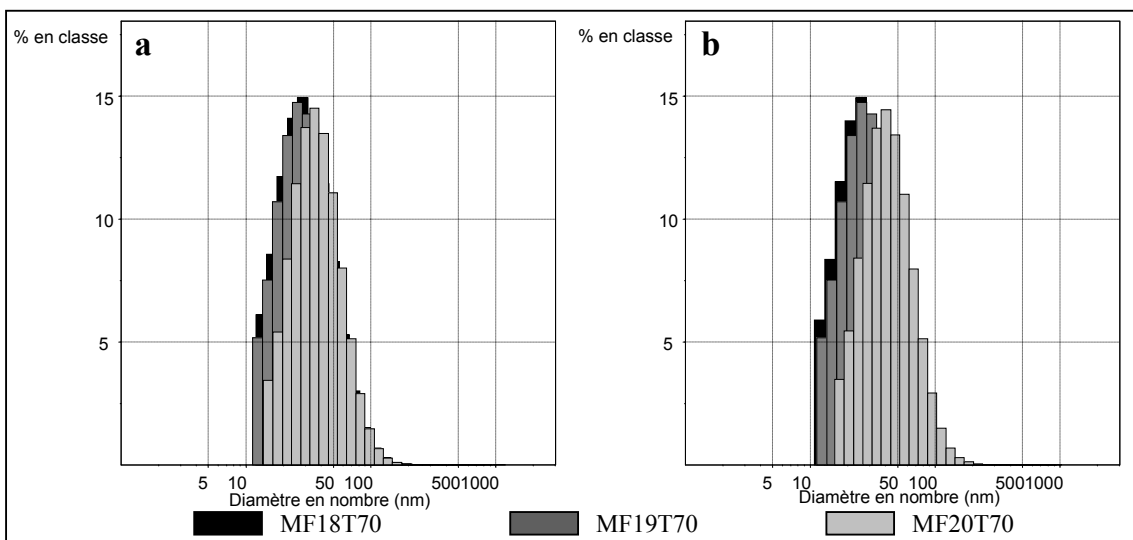 % en classe
a
15
10
5
5 10 50 100 5001000
Diamètre en nombre (nm)
% en classe
b
15
10
5
5 10 50 100 5001000
Diamètre en nombre (nm)
MF18T70 MF19T70 MF20T70